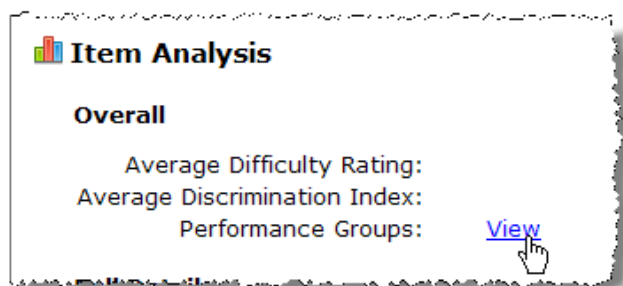 Item Analysis
Overall
Average Difficulty Rating:
Average Discrimination Index:
Performance Groups: View